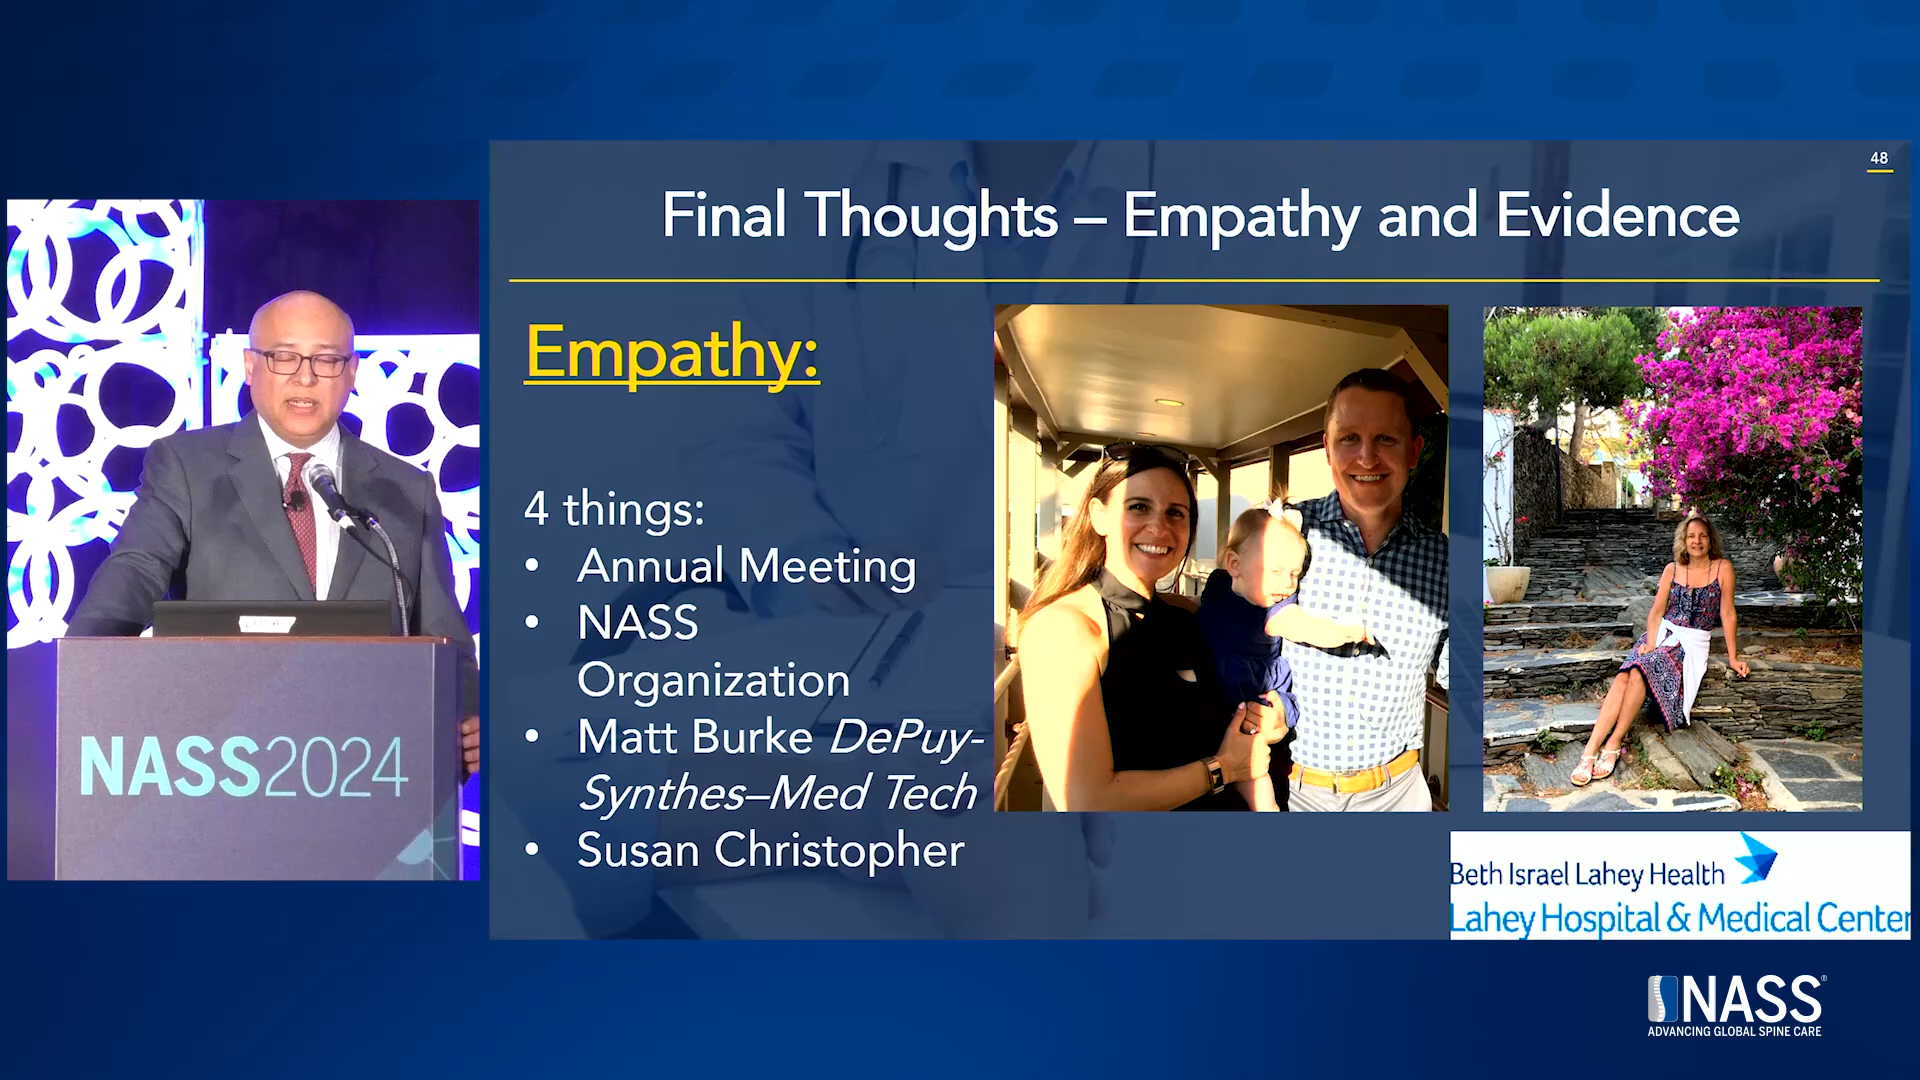 48
Final Thoughts – Empathy and Evidence
Empathy:
4 things:
• Annual Meeting
• NASS
Organization
• Matt Burke DePuy-
Synthes–Med Tech
• Susan Christopher
NASS2024
Beth Israel Lahey Health
Lahey Hospital & Medical Center
NASS®
ADVANCING GLOBAL SPINE CARE